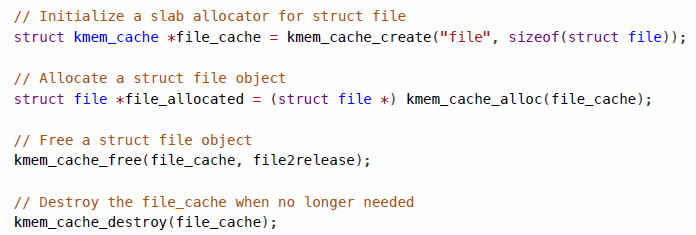 // Initialize a slab allocator for struct file
struct kmem_cache *file_cache = kmem_cache_create("file", sizeof(struct file));
// Allocate a struct file object
struct file *file_allocated = (struct file *) kmem_cache_alloc(file_cache);
// Free a struct file object
kmem_cache_free(file_cache, file2release);
// Destroy the file_cache when no longer needed
kmem_cache_destroy(file_cache);